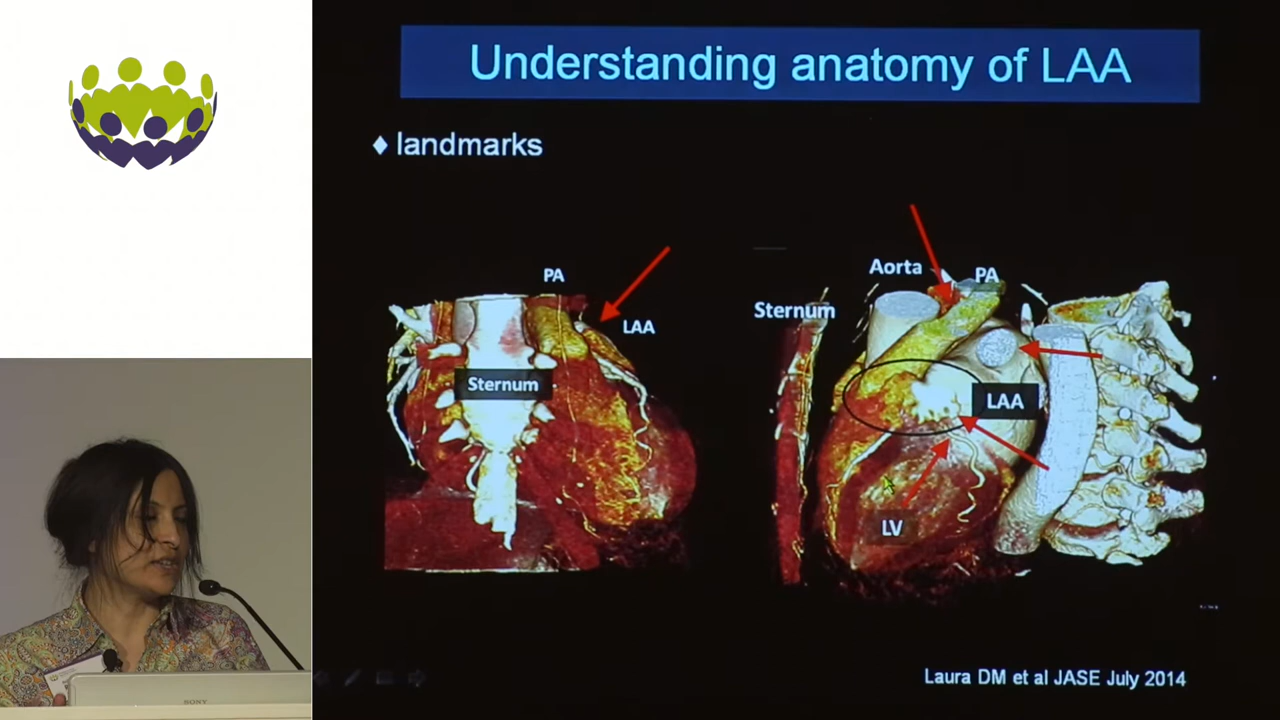 Understanding anatomy of LAA
♦ landmarks
PA
LAA
Sternum
Aorta
PA
Sternum
LAA
LV
Laura DM et al JASE July 2014
SONY